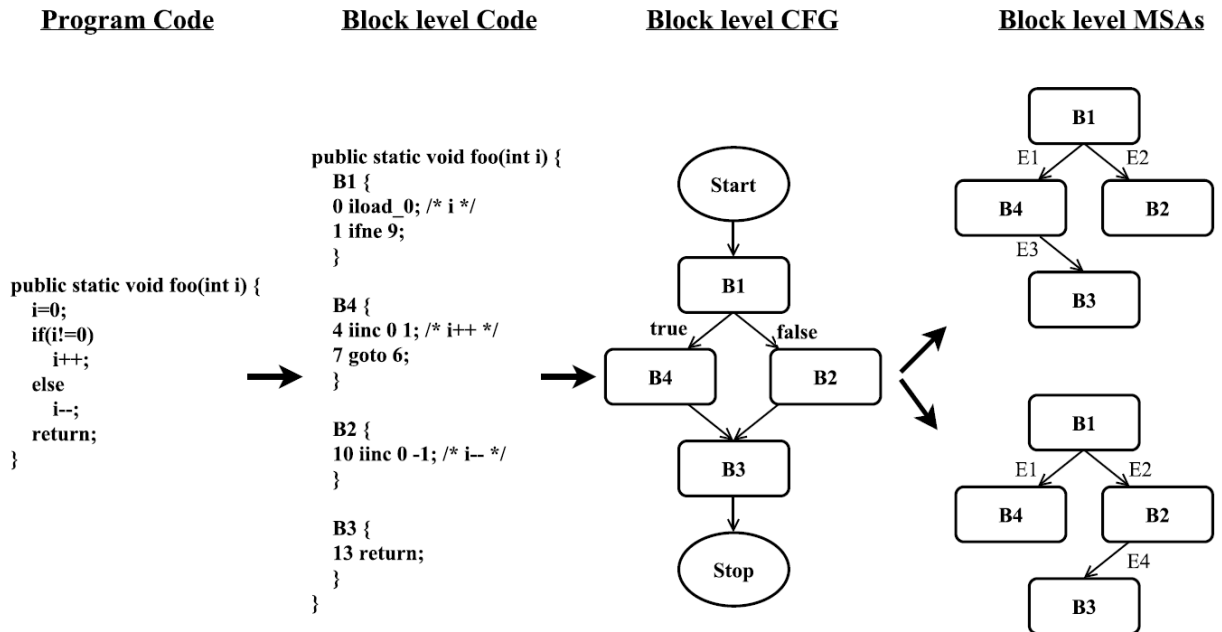 Program Code
Block level Code
Block level CFG
Block level MSAs
public static void foo(int i) {
i=0;
if(i!=0)
i++;
else
i--;
return;
}
public static void foo(int i) {
B1 {
0 iload_0; /* i */
1 ifne 9;
}
B4 {
4 iinc 0 1; /* i++ */
7 goto 6;
}
B2 {
10 iinc 0 -1; /* i-- */
}
B3 {
13 return;
}
}
Start
B1
true
false
B4
B2
B3
Stop
B1
E1
E2
B4
B2
E3
B3
B1
E1
E2
B4
B2
E4
B3